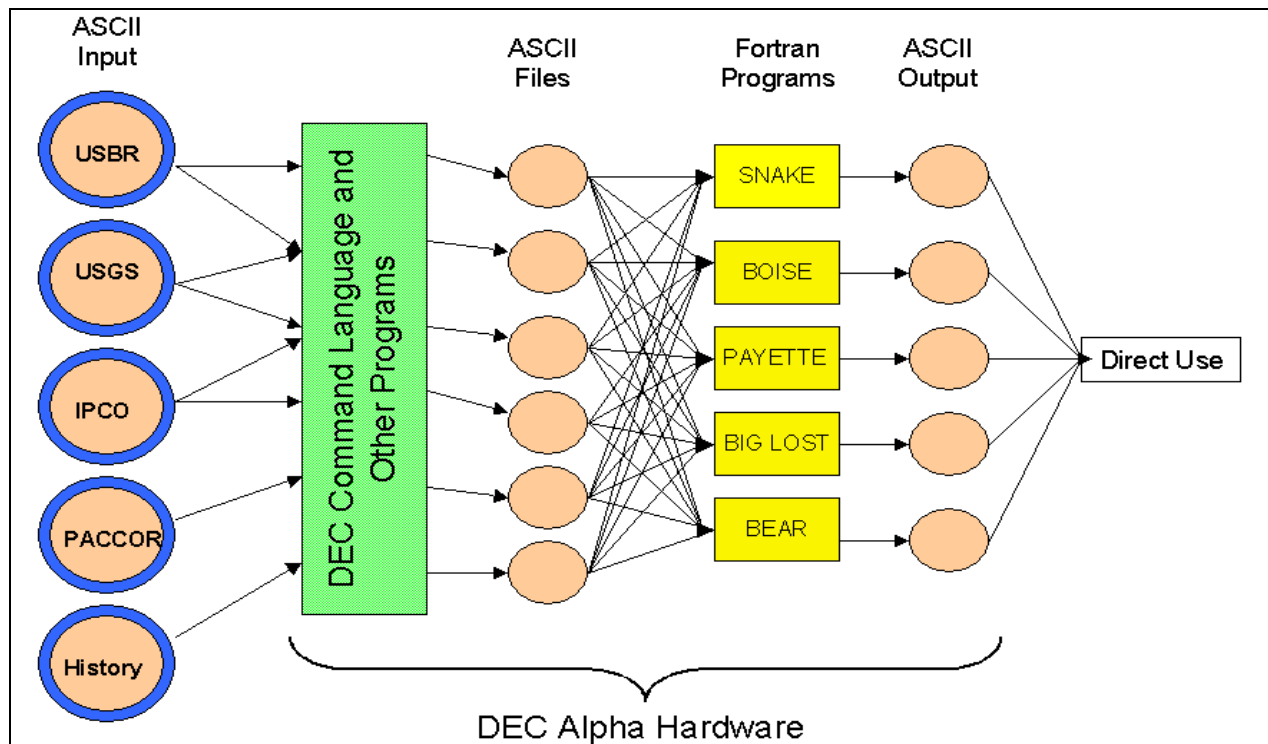 ASCII
Input
ASCII
Files
Fortran
Programs
ASCII
Output
USBR
USGS
IPCO
PACCOR
History
DEC Command Language and
Other Programs
SNAKE
BOISE
PAYETTE
BIG LOST
BEAR
Direct Use
DEC Alpha Hardware